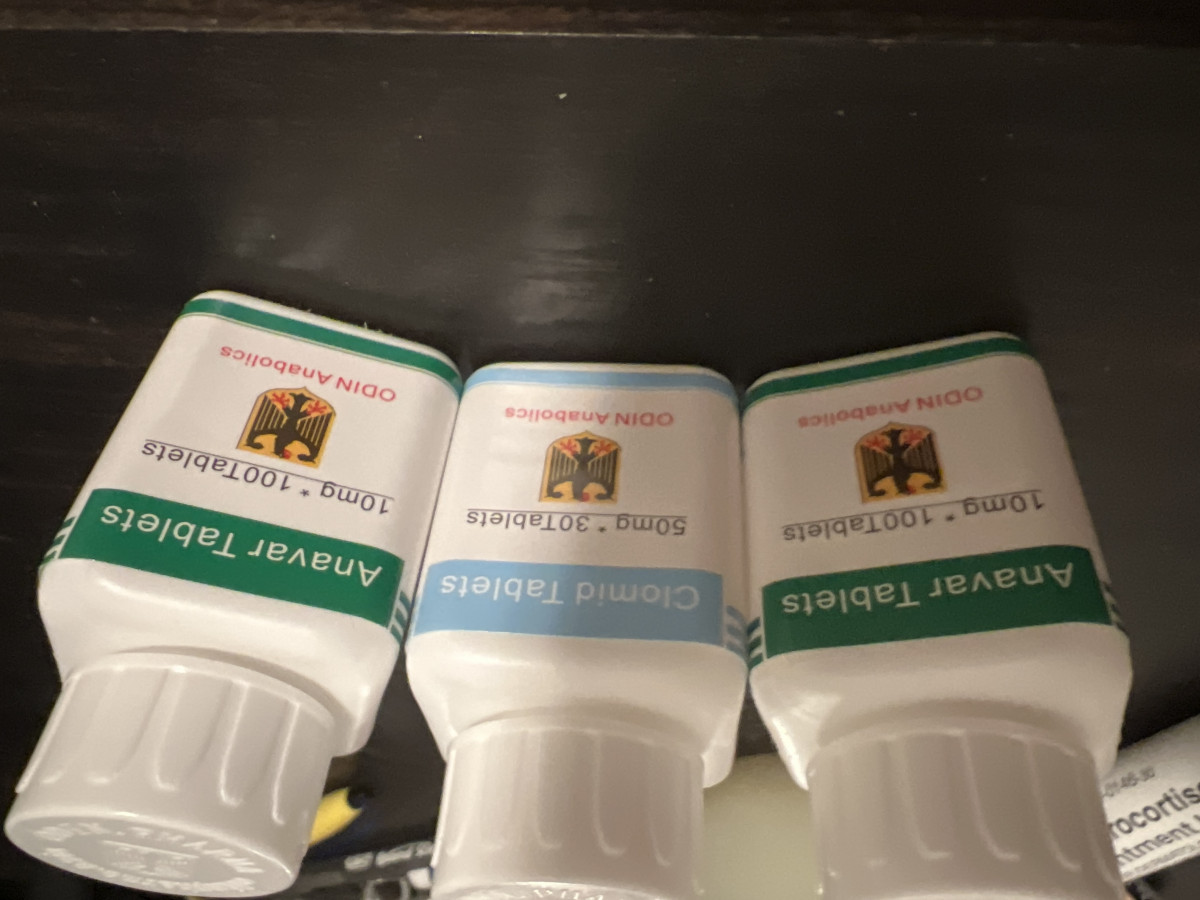 Anavar Tablets
10mg * 100Tablets
ODIN Anabolics
Clomid Tablets
50mg * 30Tablets
ODIN Anabolics
Anavar Tablets
10mg * 100Tablets
ODIN Anabolics